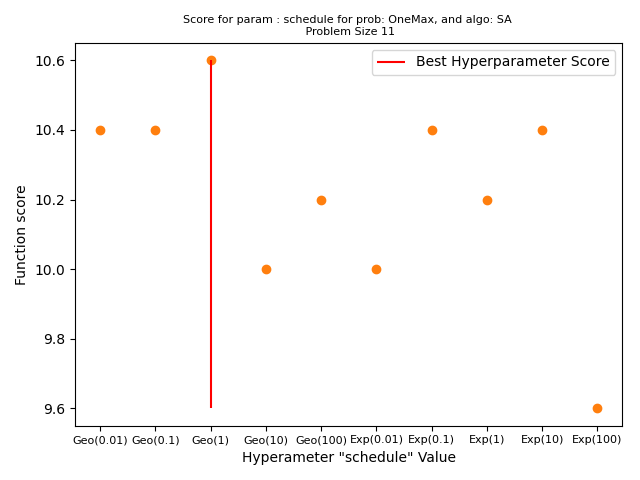 Score for param : schedule for prob: OneMax, and algo: SA
Problem Size 11
Best Hyperparameter Score
Function score
10.6
10.4
10.2
10.0
9.8
9.6
Geo(0.01) Geo(0.1) Geo(1) Geo(10) Geo(100) Exp(0.01) Exp(0.1) Exp(1) Exp(10) Exp(100)
Hyperameter "schedule" Value